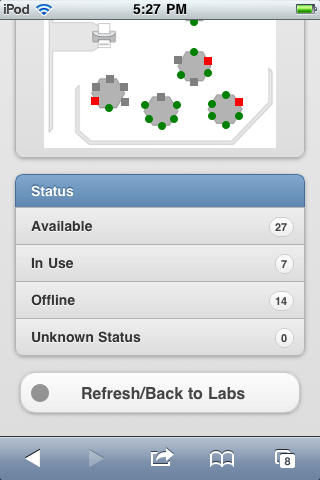 iPod 5:27 PM
Status
Available 27
In Use 7
Offline 14
Unknown Status 0
Refresh/Back to Labs
8